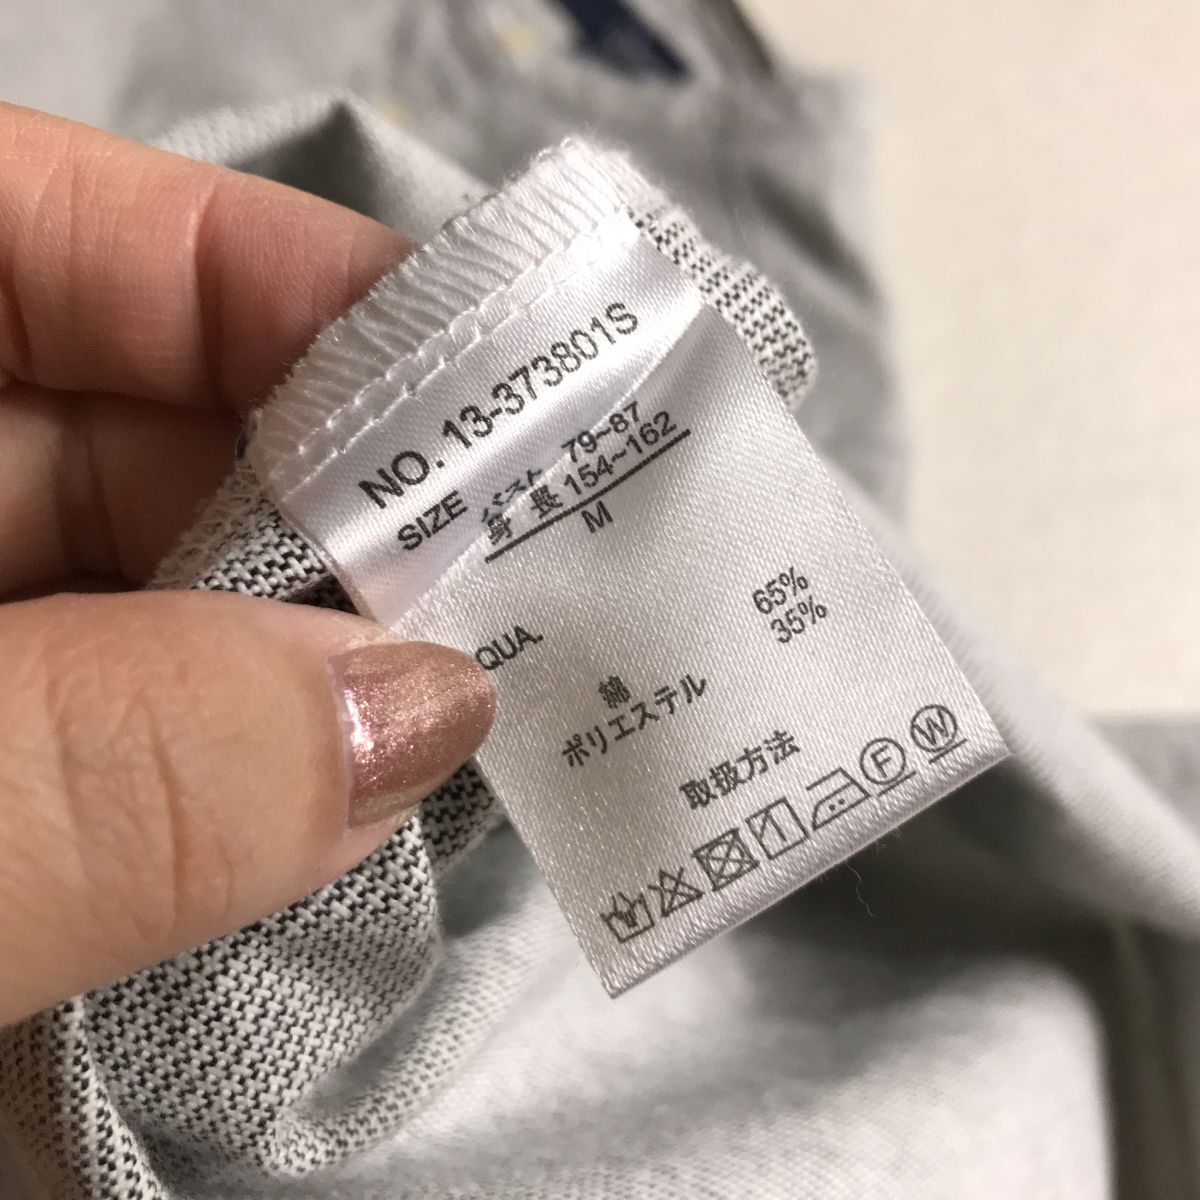 NO. 13-373801S
SIZE バスト 79~87
身長 154~162
M
QUA.
綿 65%
ポリエステル 35%
取扱方法
F W